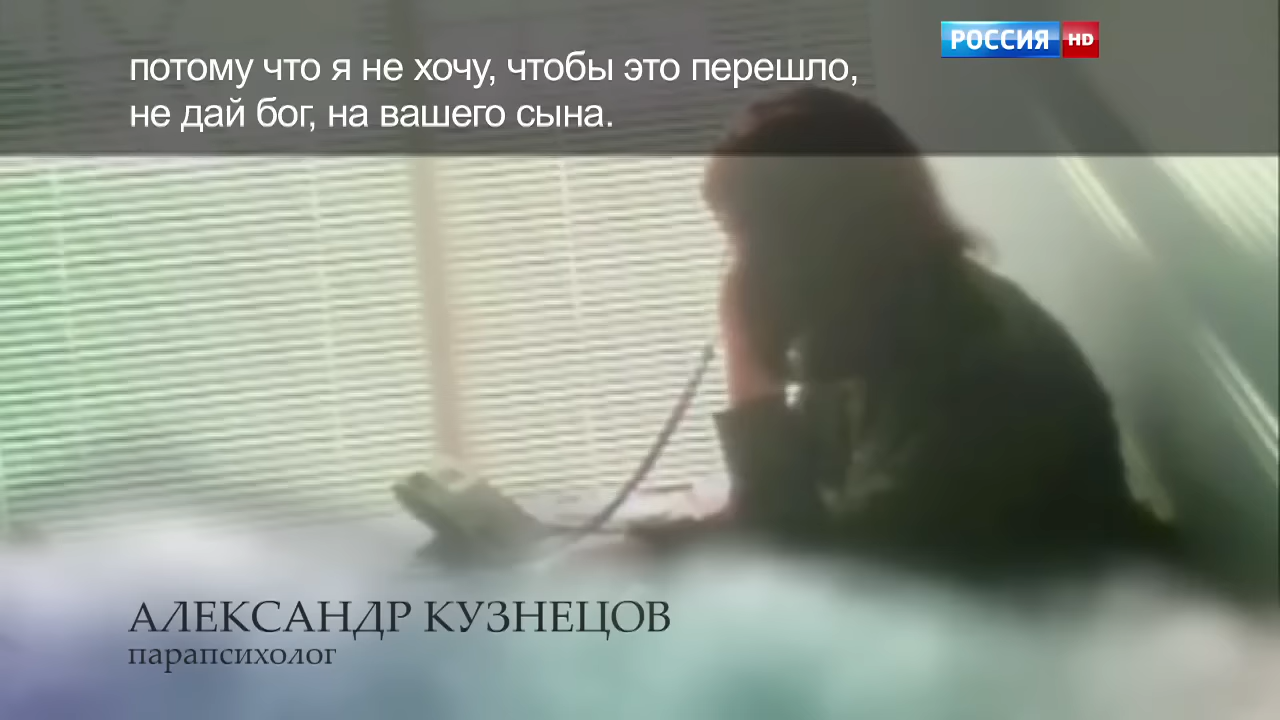 потому что я не хочу, чтобы это перешло,
РОССИЯ HD
не дай бог, на вашего сына.
АЛЕКСАНДР КУЗНЕЦОВ
парапсихолог